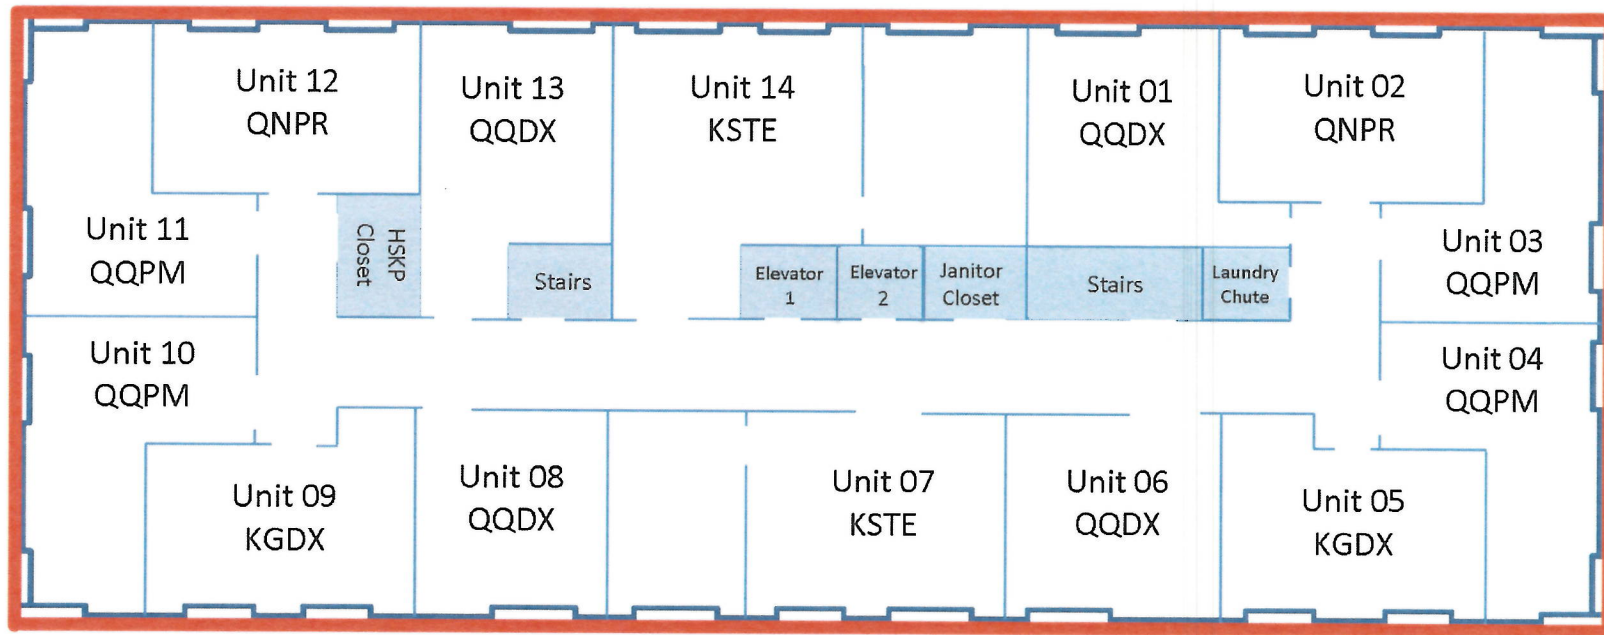 Unit 12
QNPR
Unit 13
QQDX
Unit 14
KSTE
Unit 01
QQDX
Unit 02
QNPR
Unit 11
QQPM
HSKP
Closet
Stairs
Elevator
1
Elevator
2
Janitor
Closet
Stairs
Laundry
Chute
Unit 03
QQPM
Unit 10
QQPM
Unit 04
QQPM
Unit 09
KGDX
Unit 08
QQDX
Unit 07
KSTE
Unit 06
QQDX
Unit 05
KGDX